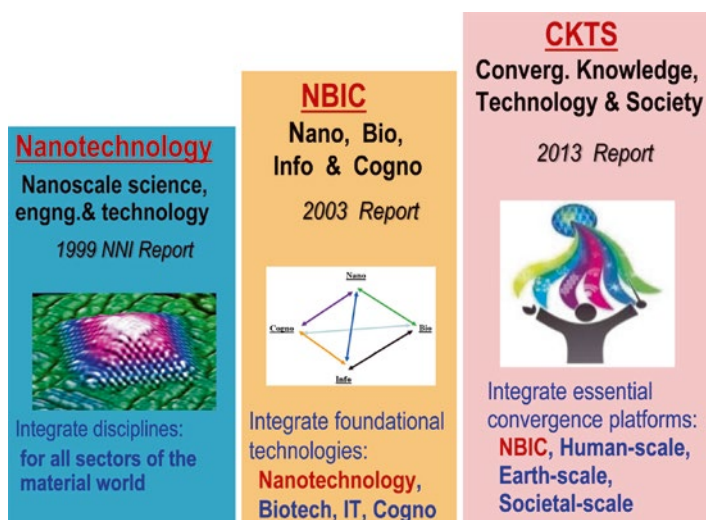 Nanotechnology
Nanoscale science,
engng.& technology
1999 NNI Report
Integrate disciplines:
for all sectors of the
material world
NBIC
Nano, Bio,
Info & Cogno
2003 Report
Nano
Cogno
Bio
Info
Integrate foundational
technologies:
Nanotechnology,
Biotech, IT, Cogno
CKTS
Converg. Knowledge,
Technology & Society
2013 Report
Integrate essential
convergence platforms:
NBIC, Human-scale,
Earth-scale,
Societal-scale